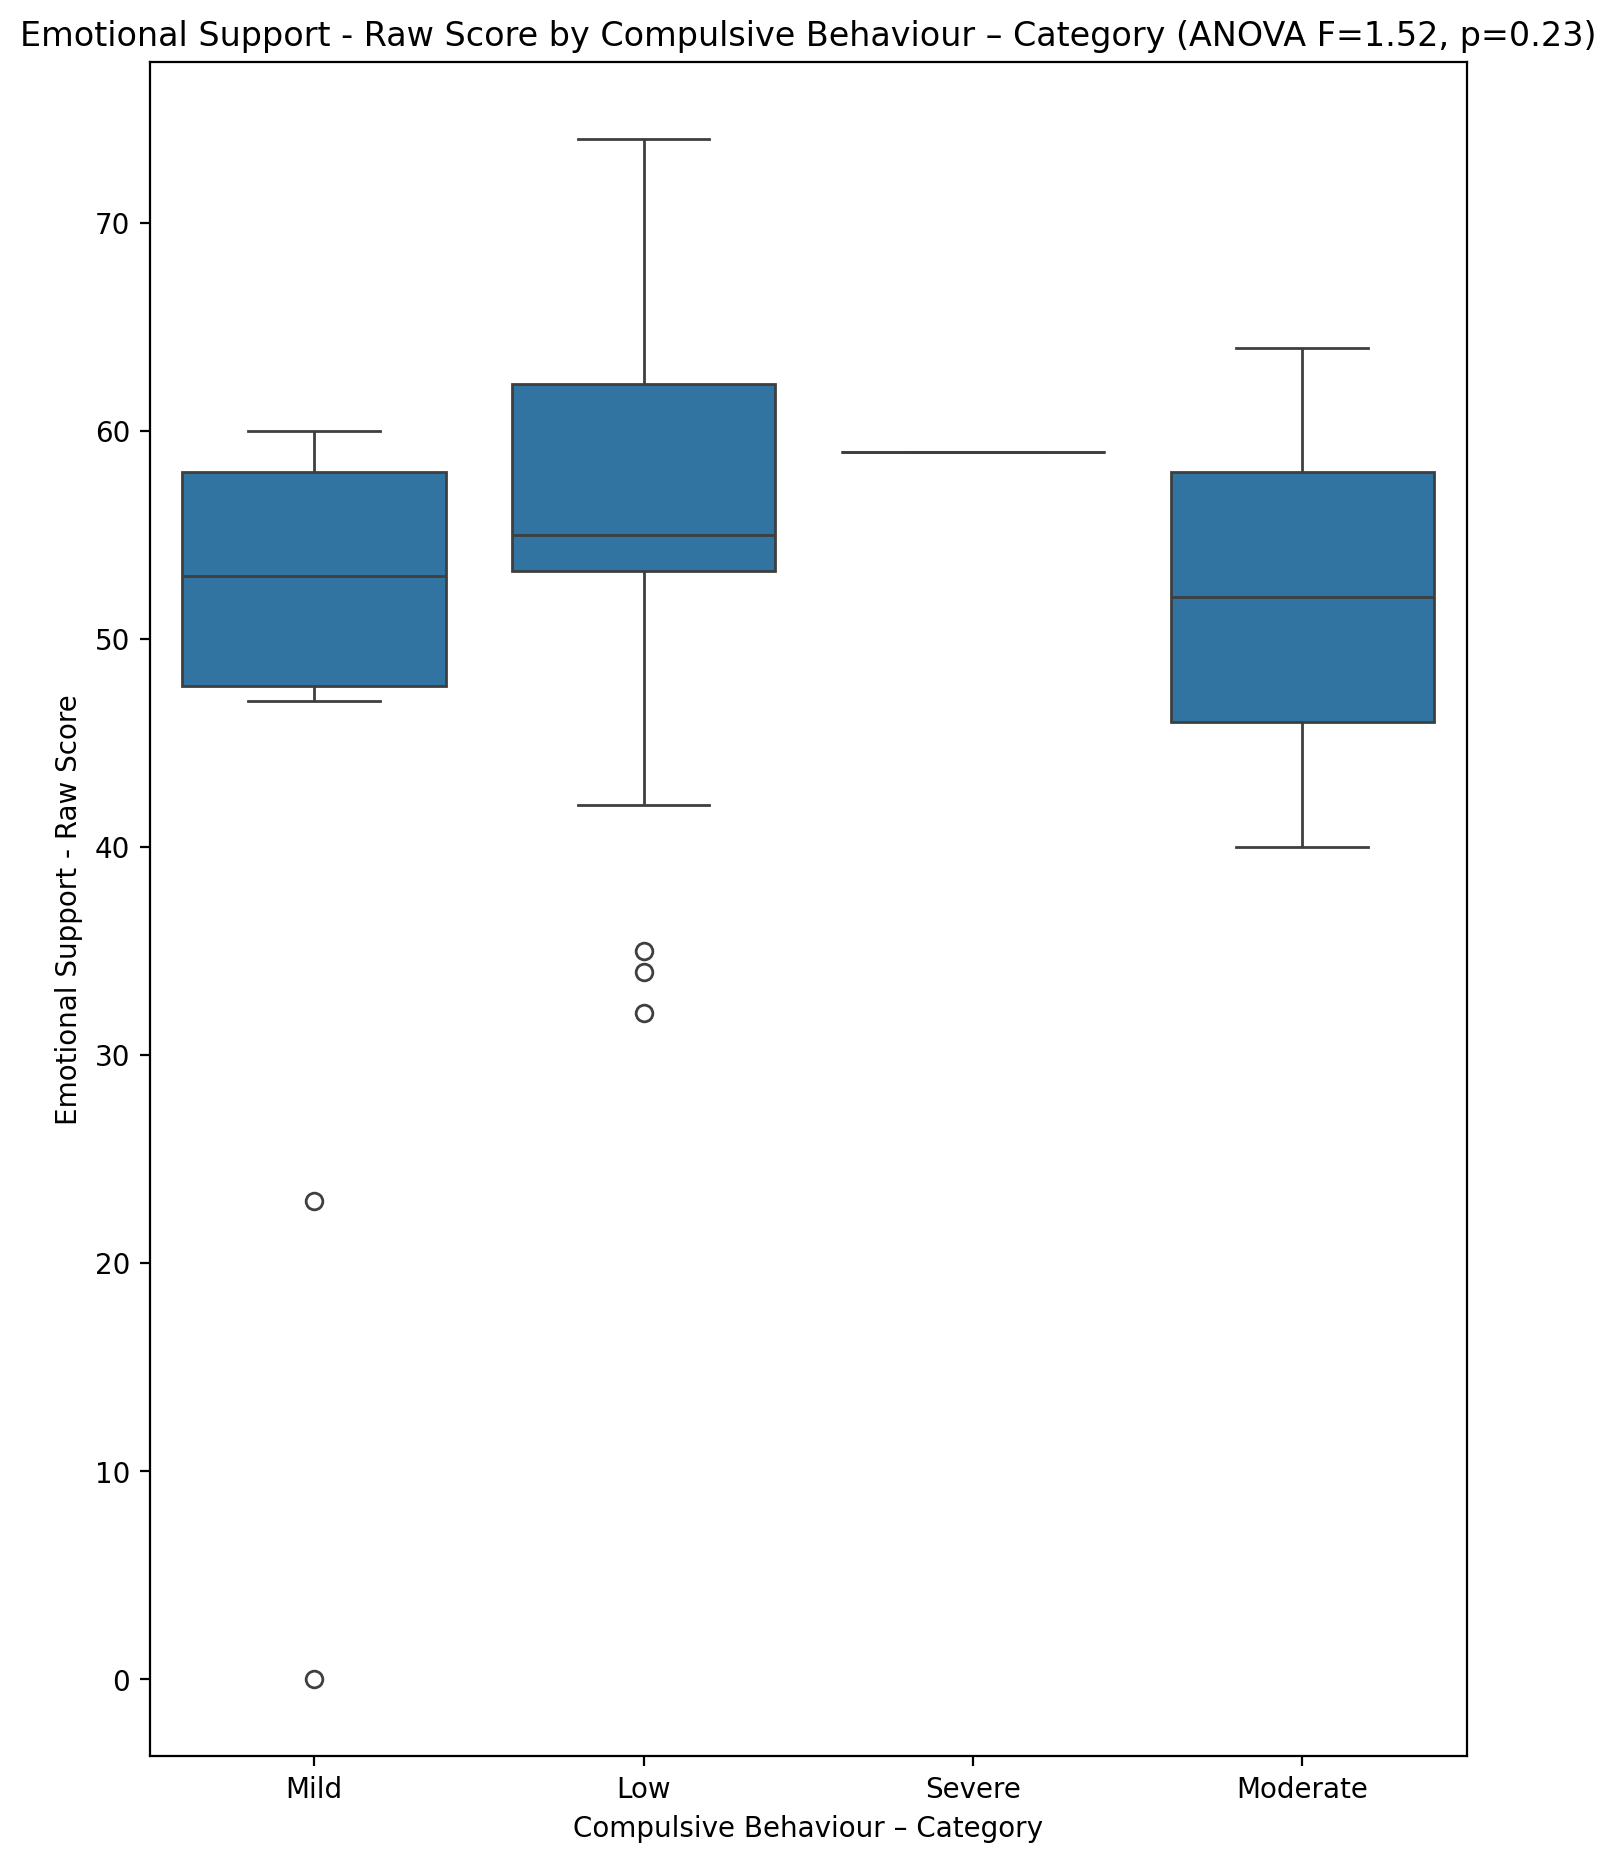 Emotional Support - Raw Score by Compulsive Behaviour – Category (ANOVA F=1.52, p=0.23)
Emotional Support - Raw Score
70
60
50
40
30
20
10
0
Mild Low Severe Moderate
Compulsive Behaviour – Category